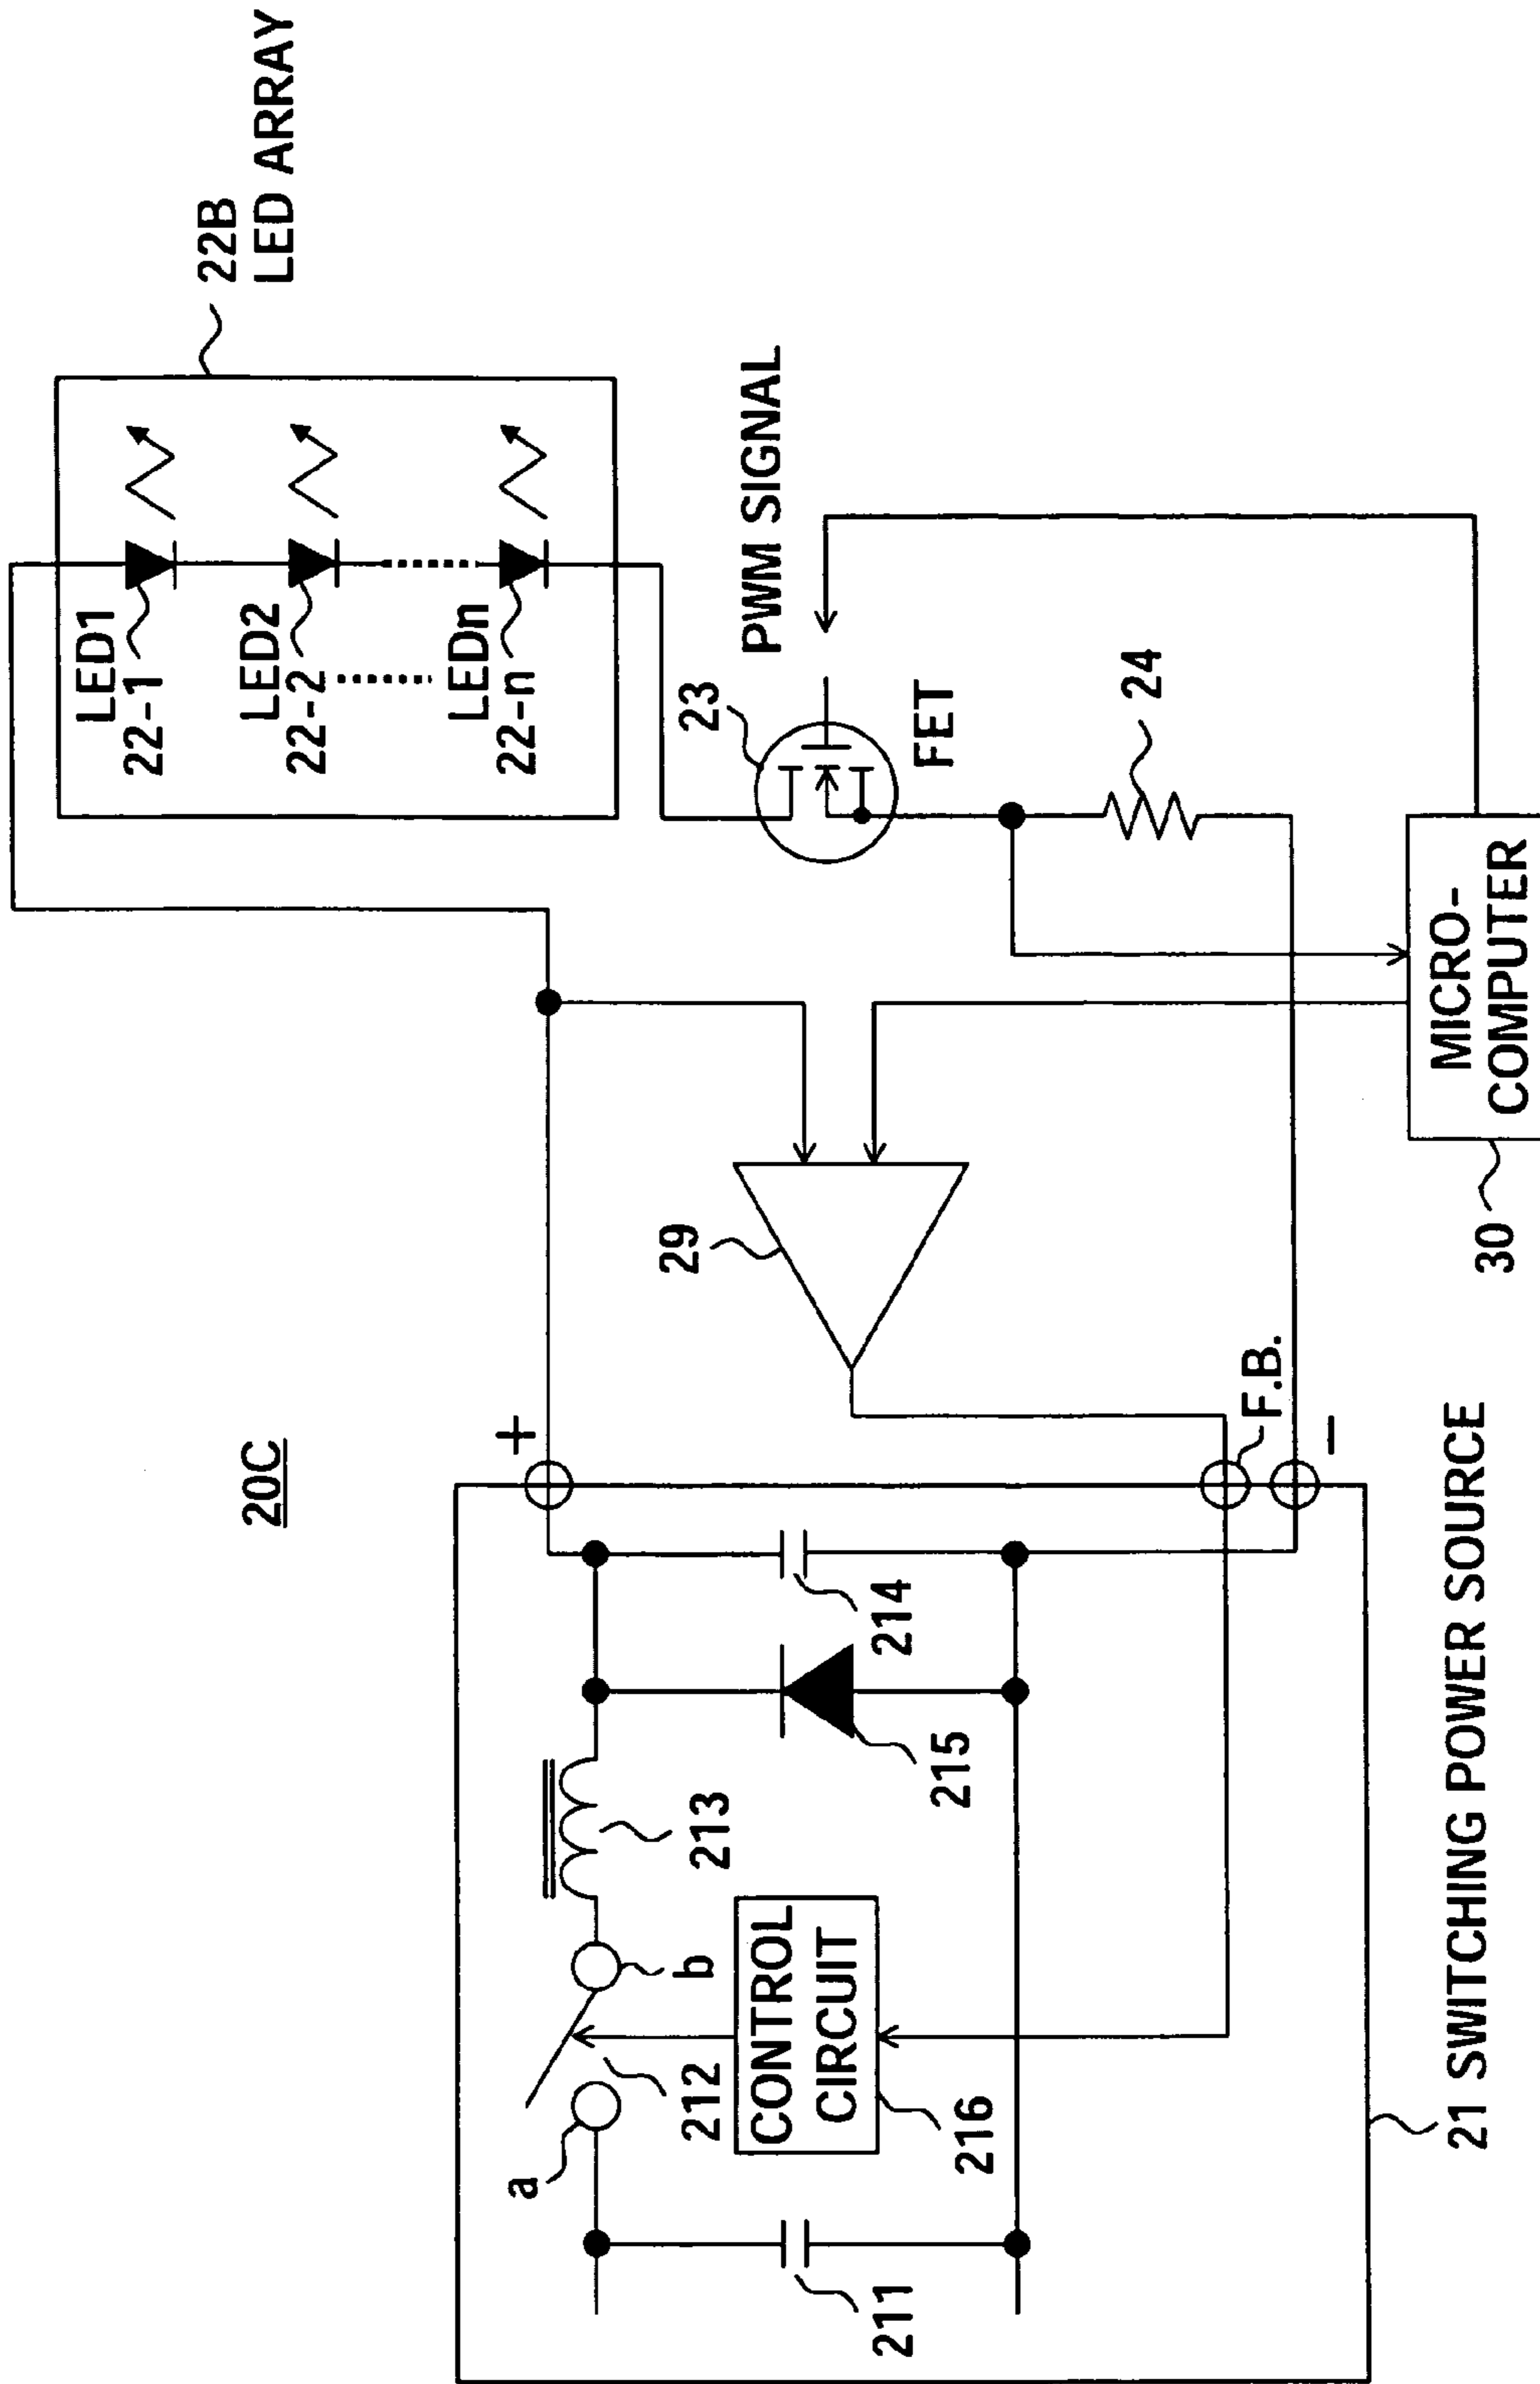 20C
22B
LED ARRAY
LED1
22-1
LED2
22-2
LEDn
22-n
PWM SIGNAL
23
FET
24
29
+
F.B.
−
a
b
212
213
CONTROL
CIRCUIT
216
211
214
215
21 SWITCHING POWER SOURCE
30
MICRO-
COMPUTER